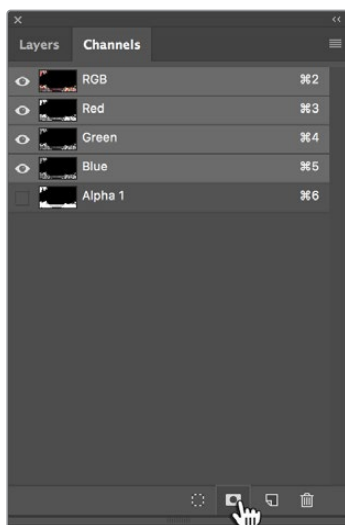 Layers Channels
RGB ⌘2
Red ⌘3
Green ⌘4
Blue ⌘5
Alpha 1 ⌘6